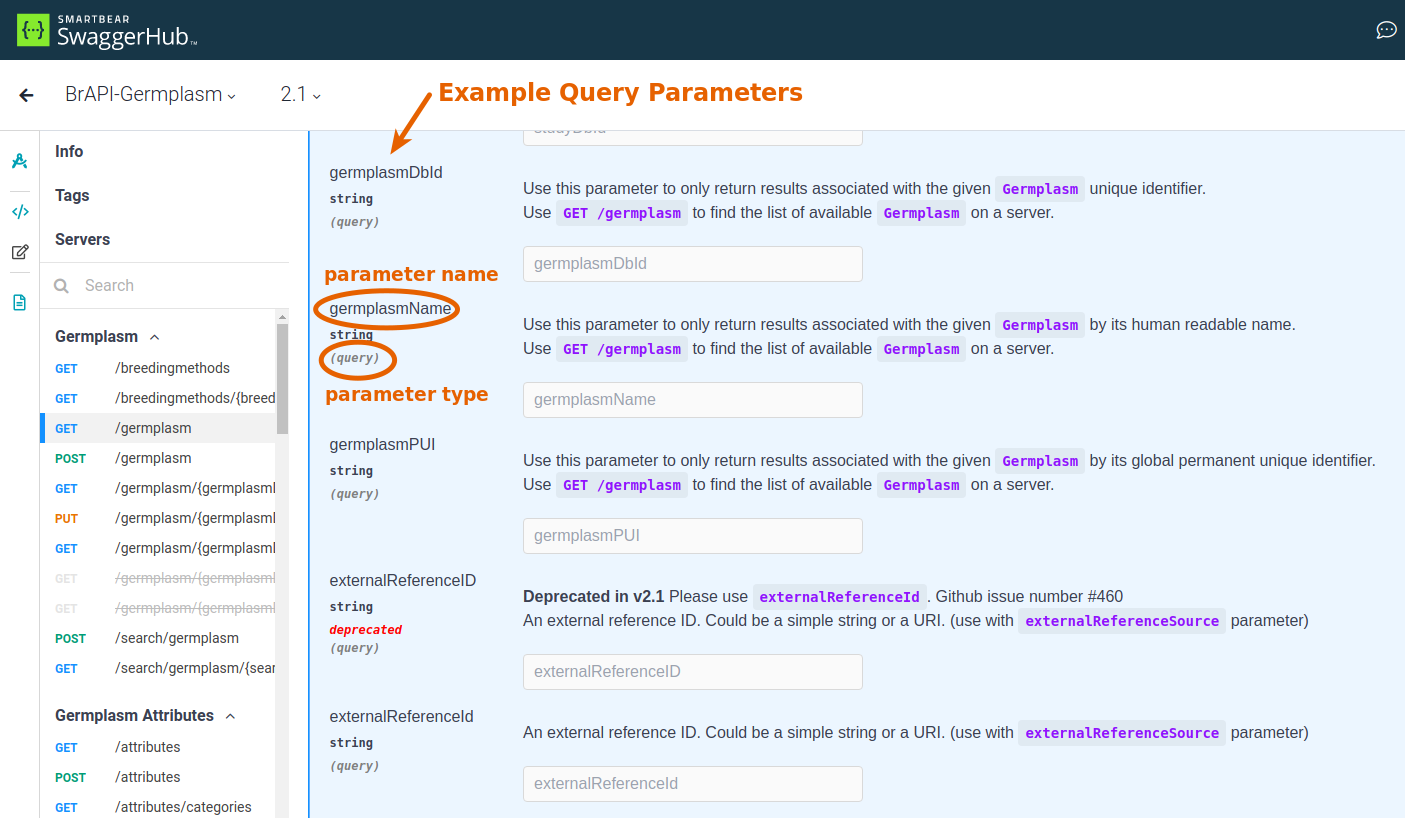 SMARTBEAR
SwaggerHub™
BrAPI-Germplasm
2.1
Example Query Parameters
Info
Tags
Servers
Search
Germplasm
GET /breedingmethods
GET /breedingmethods/{breed
GET /germplasm
POST /germplasm
GET /germplasm/{germplasml
PUT /germplasm/{germplasml
GET /germplasm/{germplasml
GET /germplasm/{germplasml
GET /germplasm/{germplasml
POST /search/germplasm
GET /search/germplasm/{sear
Germplasm Attributes
GET /attributes
POST /attributes
GET /attributes/categories
studyDbId
germplasmDbId
string
(query)
Use this parameter to only return results associated with the given Germplasm unique identifier.
Use GET /germplasm to find the list of available Germplasm on a server.
germplasmDbId
parameter name
germplasmName
string
(query)
parameter type
Use this parameter to only return results associated with the given Germplasm by its human readable name.
Use GET /germplasm to find the list of available Germplasm on a server.
germplasmName
germplasmPUI
string
(query)
Use this parameter to only return results associated with the given Germplasm by its global permanent unique identifier.
Use GET /germplasm to find the list of available Germplasm on a server.
germplasmPUI
externalReferenceID
string
deprecated
(query)
Deprecated in v2.1 Please use externalReferenceId . Github issue number #460
An external reference ID. Could be a simple string or a URI. (use with externalReferenceSource parameter)
externalReferenceID
externalReferenceId
string
(query)
An external reference ID. Could be a simple string or a URI. (use with externalReferenceSource parameter)
externalReferenceId